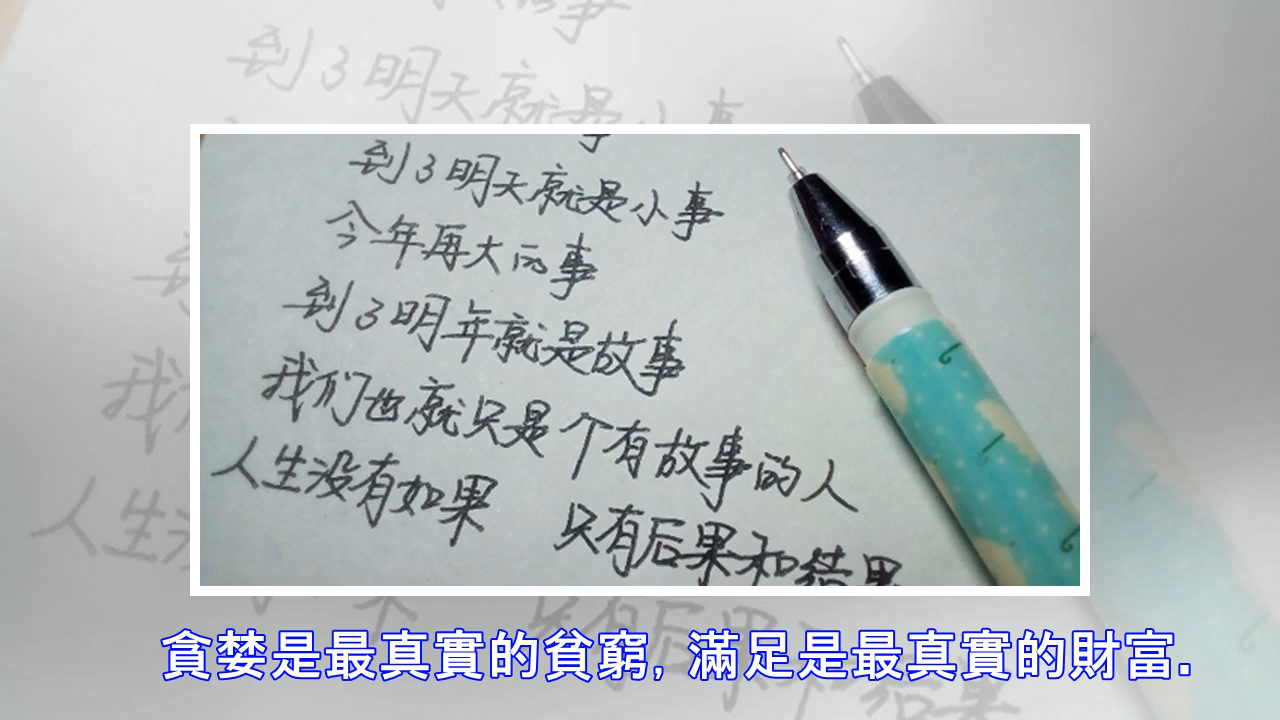 事
到了明天就是小事
今年再大的事
到了明年就是故事
我们也就只是个有故事的人
人生没有如果 只有后果和结果
貪婪是最真實的貧窮, 滿足是最真實的財富.